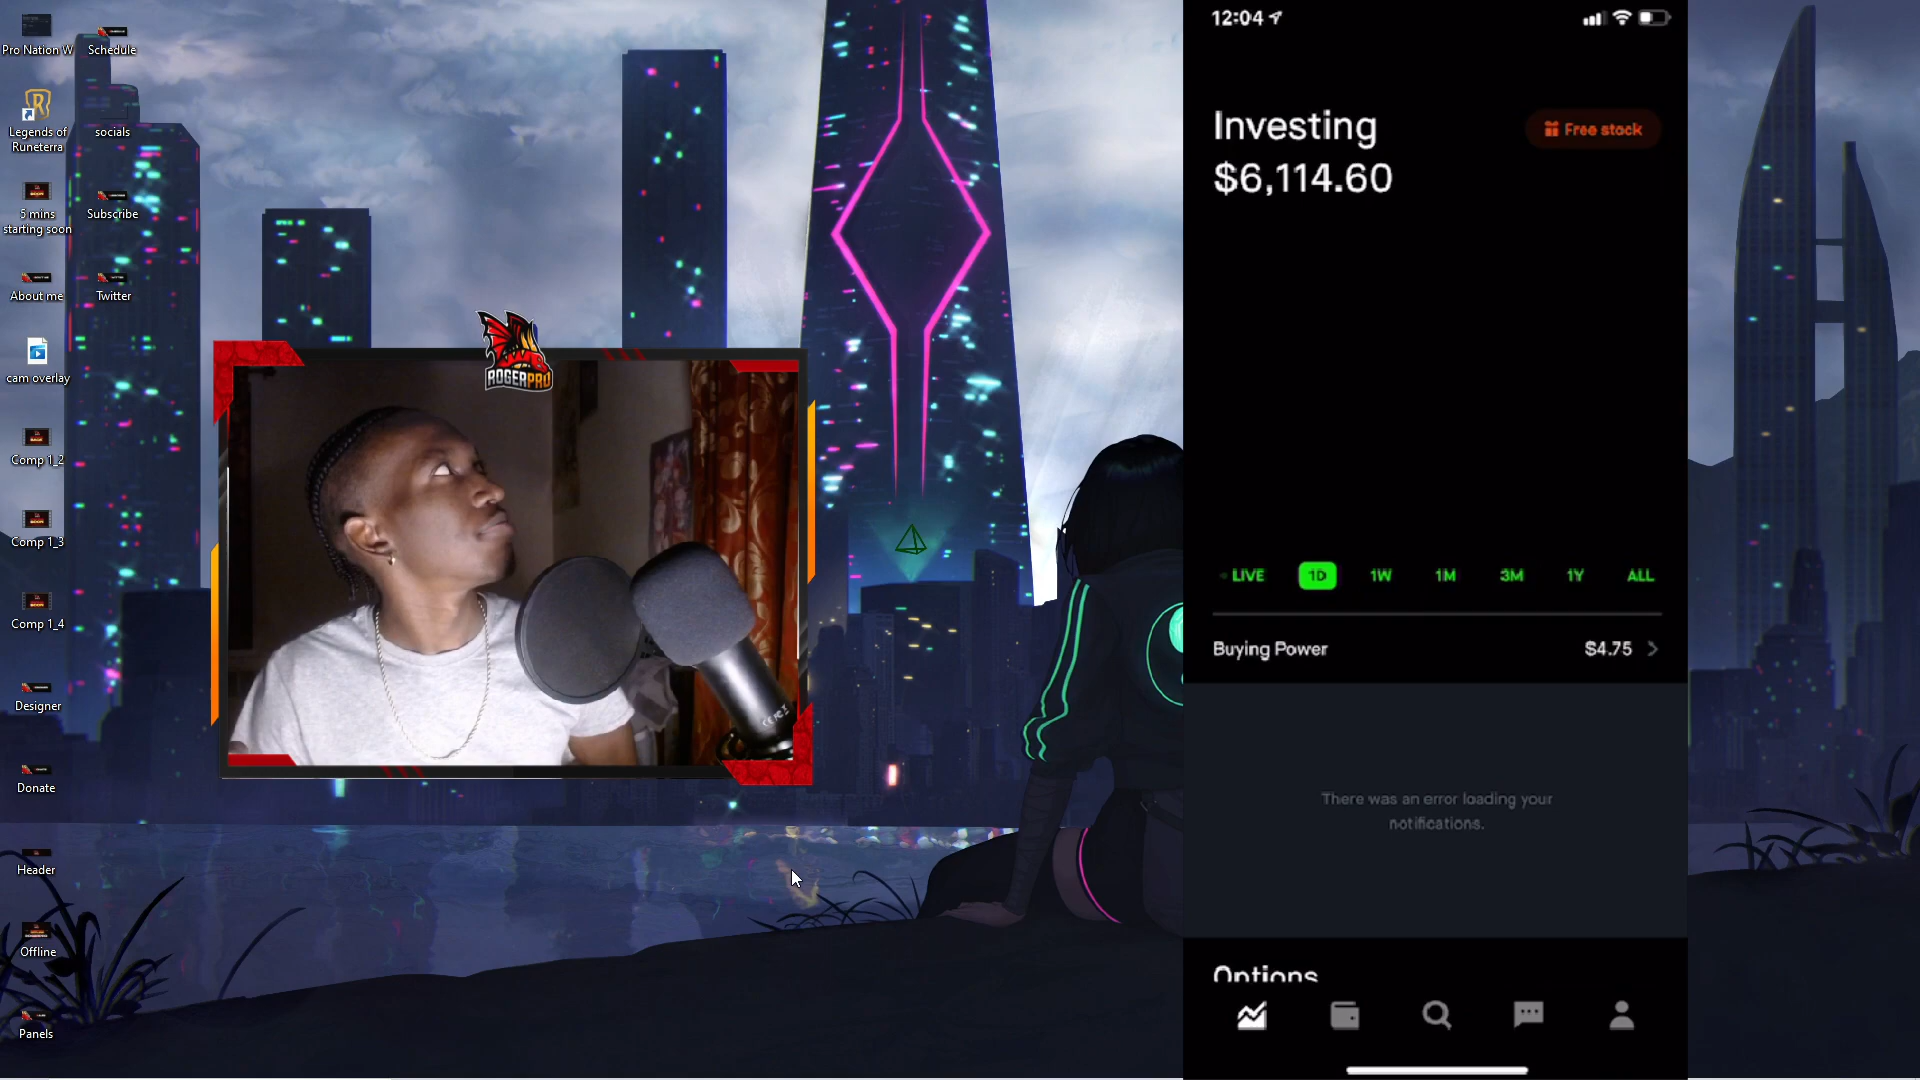 Pro Nation W
Schedule
Legends of
Runeterra
socials
5 mins
starting soon
Subscribe
About me
Twitter
cam overlay
Comp 1_2
Comp 1_3
Comp 1_4
Designer
Donate
Header
Offline
Panels
ROGERPRO
12:04
Investing
$6,114.60
Free stock
LIVE 1D 1W 1M 3M 1Y ALL
Buying Power $4.75
There was an error loading your
notifications.
Options